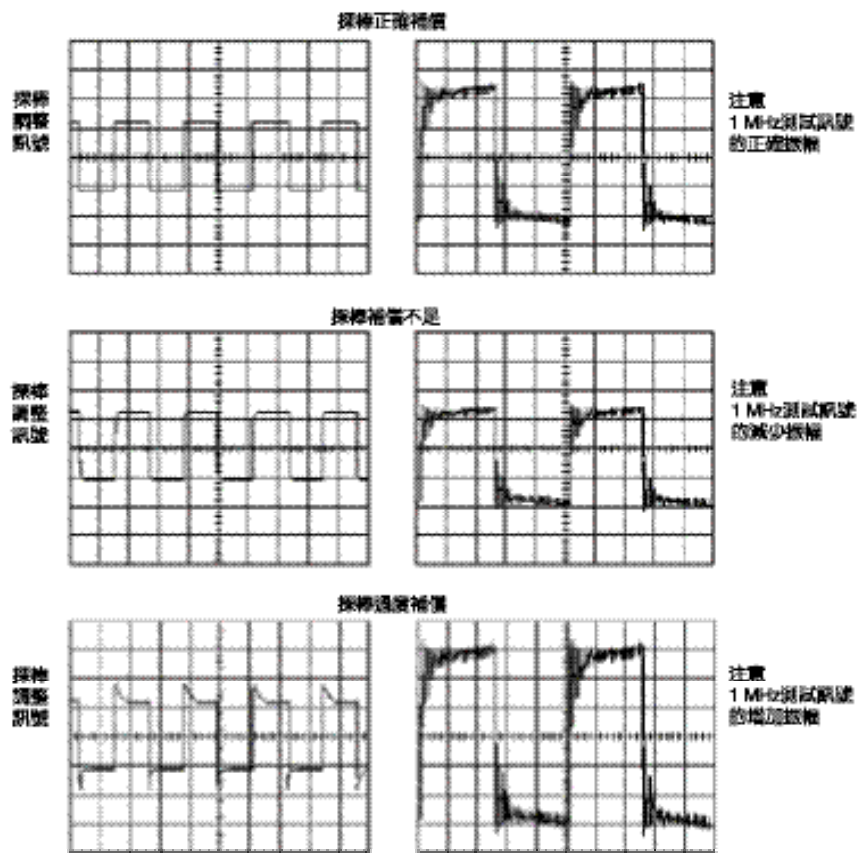 探棒正確補償
探棒
調整
訊號
注意
1 MHz測試訊號
的正確振幅
探棒補償不足
探棒
調整
訊號
注意
1 MHz測試訊號
的減少振幅
探棒過度補償
探棒
調整
訊號
注意
1 MHz測試訊號
的增加振幅